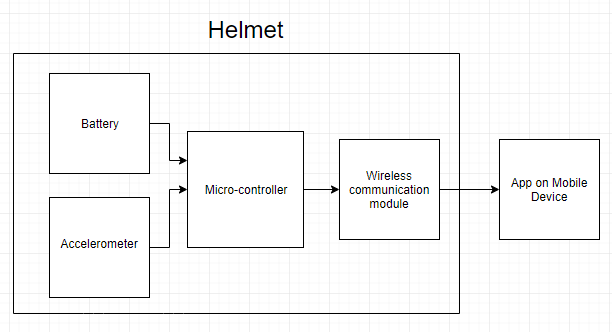 Helmet
Battery
Accelerometer
Micro-controller
Wireless
communication
module
App on Mobile
Device